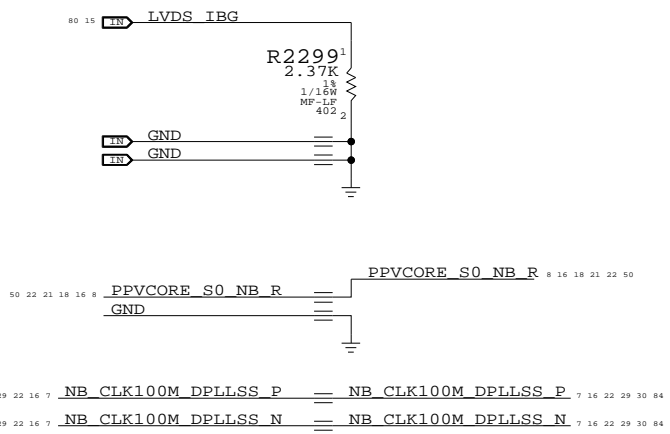 80 15 IN LVDS_IBG
R2299 1
2.37K
1%
1/16W
MF-LF
402 2
IN GND
IN GND
PPVCORE_S0_NB_R 8 16 18 21 22 50
50 22 21 18 16 8 PPVCORE_S0_NB_R
GND
29 22 16 7 NB_CLK100M_DPLLSS_P NB_CLK100M_DPLLSS_P 7 16 22 29 30 84
29 22 16 7 NB_CLK100M_DPLLSS_N NB_CLK100M_DPLLSS_N 7 16 22 29 30 84